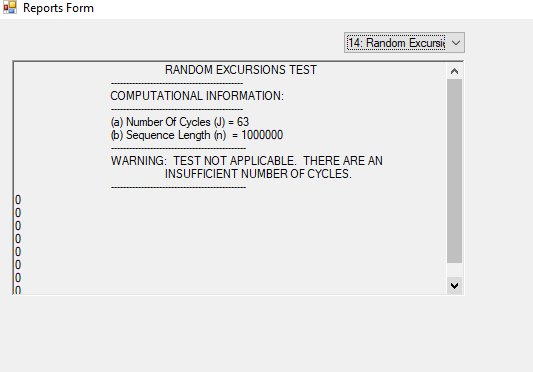 Reports Form
14: Random Excursi
RANDOM EXCURSIONS TEST
--------------------------------------------
COMPUTATIONAL INFORMATION:
--------------------------------------------
(a) Number Of Cycles (J) = 63
(b) Sequence Length (n)  = 1000000
---------------------------------------------
WARNING:  TEST NOT APPLICABLE.  THERE ARE AN
INSUFFICIENT NUMBER OF CYCLES.
---------------------------------------------
0
0
0
0
0
0
0
0